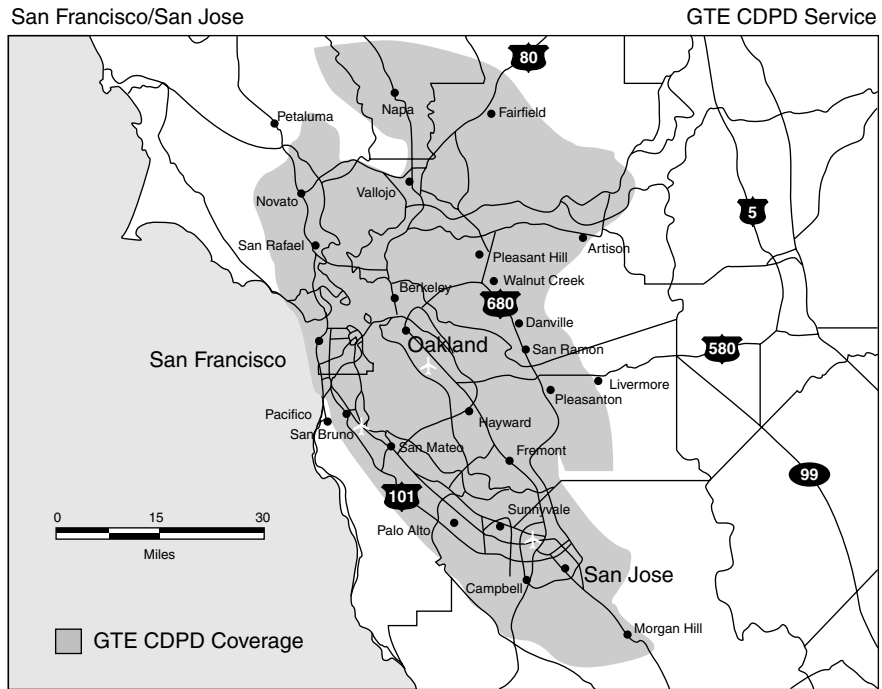 San Francisco/San Jose
GTE CDPD Service
80
Napa
Fairfield
Petaluma
Vallojo
Novato
5
San Rafael
Artison
Pleasant Hill
Walnut Creek
Berkeley
680
Danville
Oakland
San Ramon
580
San Francisco
Livermore
Pleasanton
Pacifico
Hayward
San Bruno
San Mateo
Fremont
99
101
0 15 30
Sunnyvale
Palo Alto
Miles
San Jose
Campbell
Morgan Hill
GTE CDPD Coverage